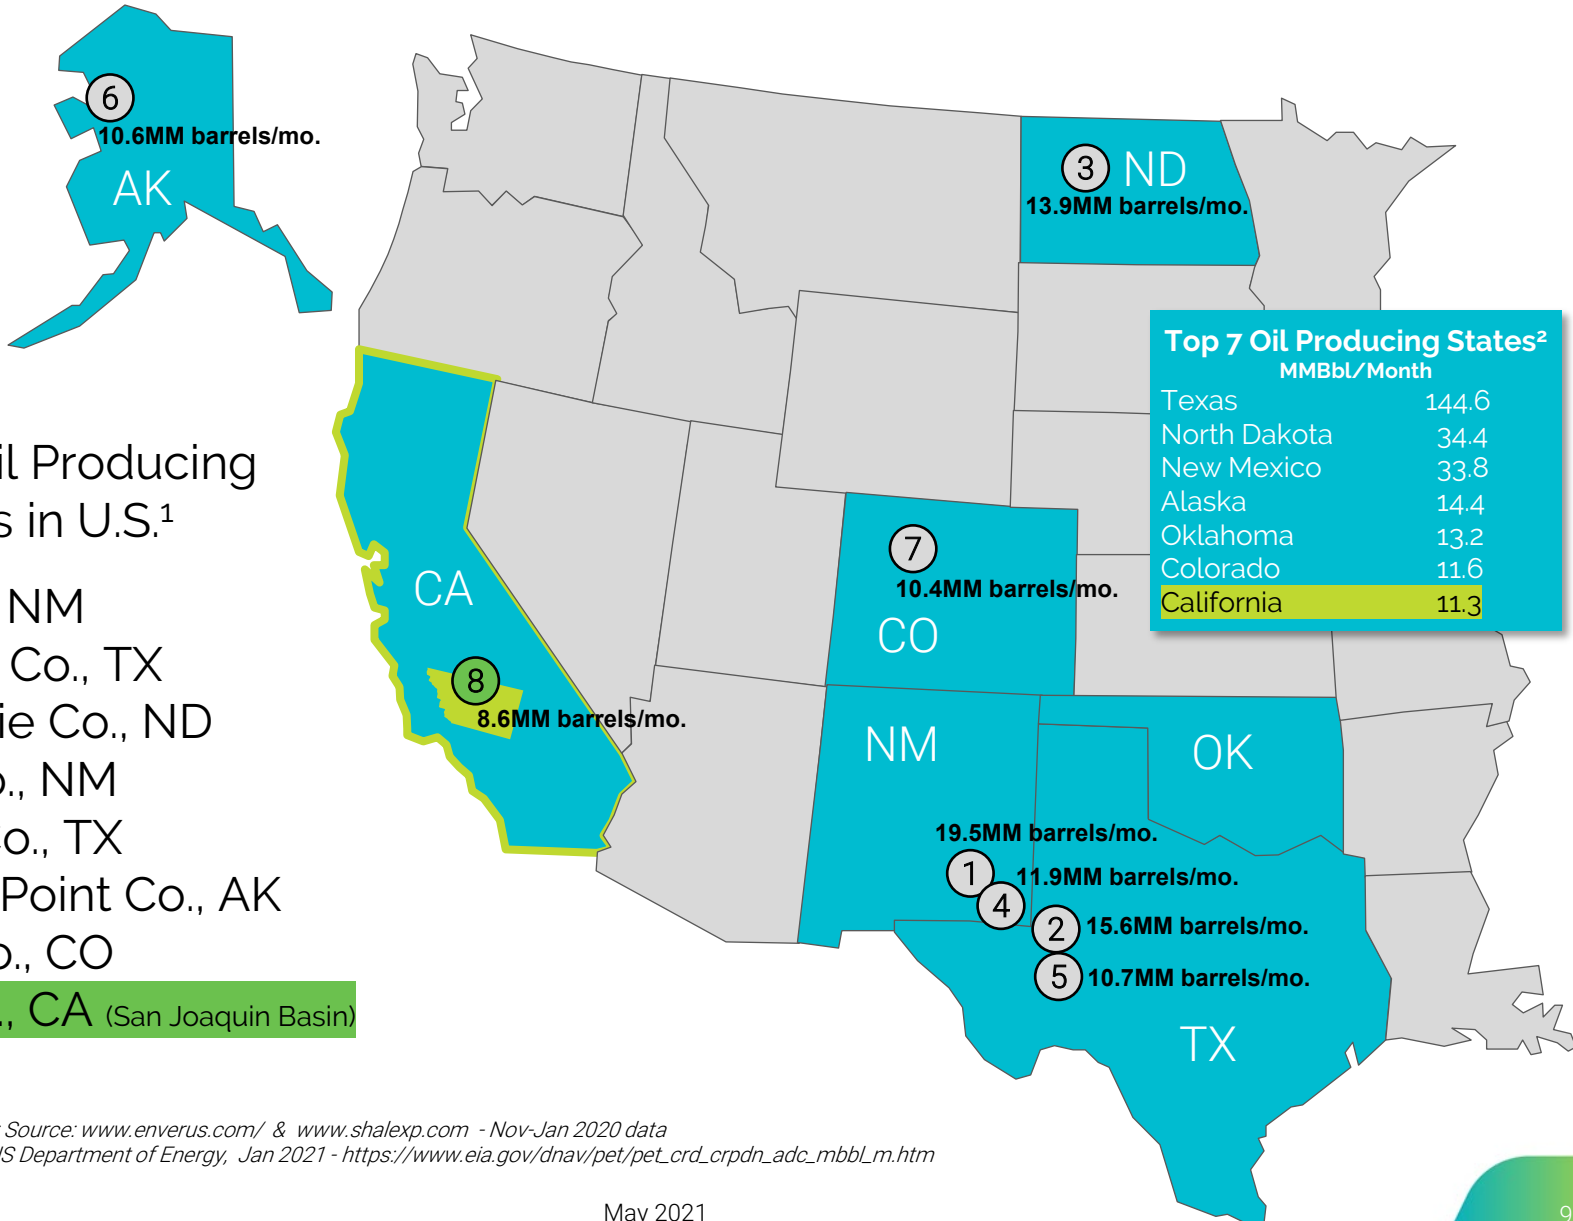 6
10.6MM barrels/mo.
AK
3 ND
13.9MM barrels/mo.
Top 7 Oil Producing States²
MMBbl/Month
Texas 144.6
North Dakota 34.4
New Mexico 33.8
Alaska 14.4
Oklahoma 13.2
Colorado 11.6
California 11.3
il Producing
s in U.S.¹
NM
Co., TX
ie Co., ND
o., NM
Co., TX
Point Co., AK
o., CO
., CA (San Joaquin Basin)
7
10.4MM barrels/mo.
CO
CA
8
8.6MM barrels/mo.
NM
OK
19.5MM barrels/mo.
1
11.9MM barrels/mo.
4
2 15.6MM barrels/mo.
5 10.7MM barrels/mo.
TX
Source: www.enverus.com/ & www.shalexp.com - Nov-Jan 2020 data
US Department of Energy, Jan 2021 - https://www.eia.gov/dnav/pet/pet_crd_crpdn_adc_mbbl_m.htm
May 2021
9